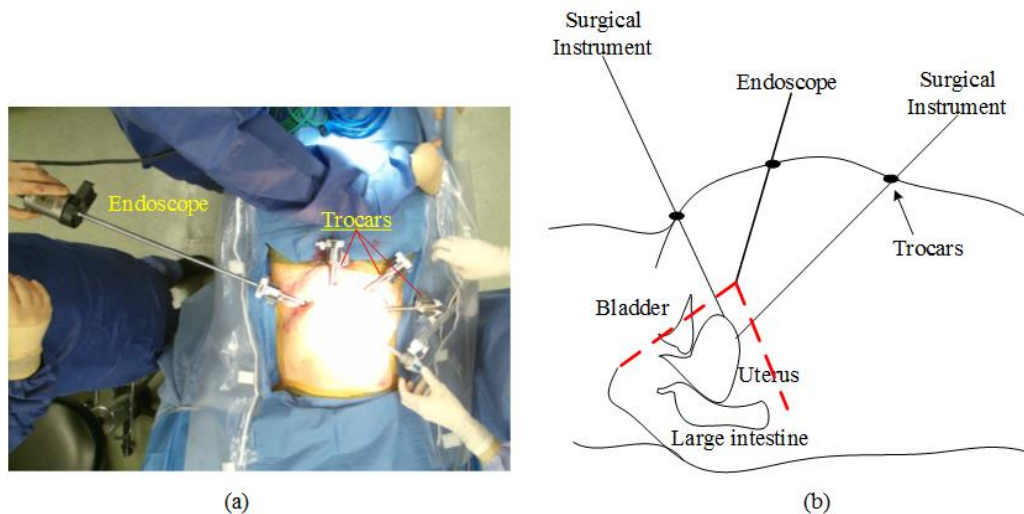 Endoscope
Trocars
(a)
Surgical
Instrument
Endoscope
Surgical
Instrument
Trocars
Bladder
Uterus
Large intestine
(b)